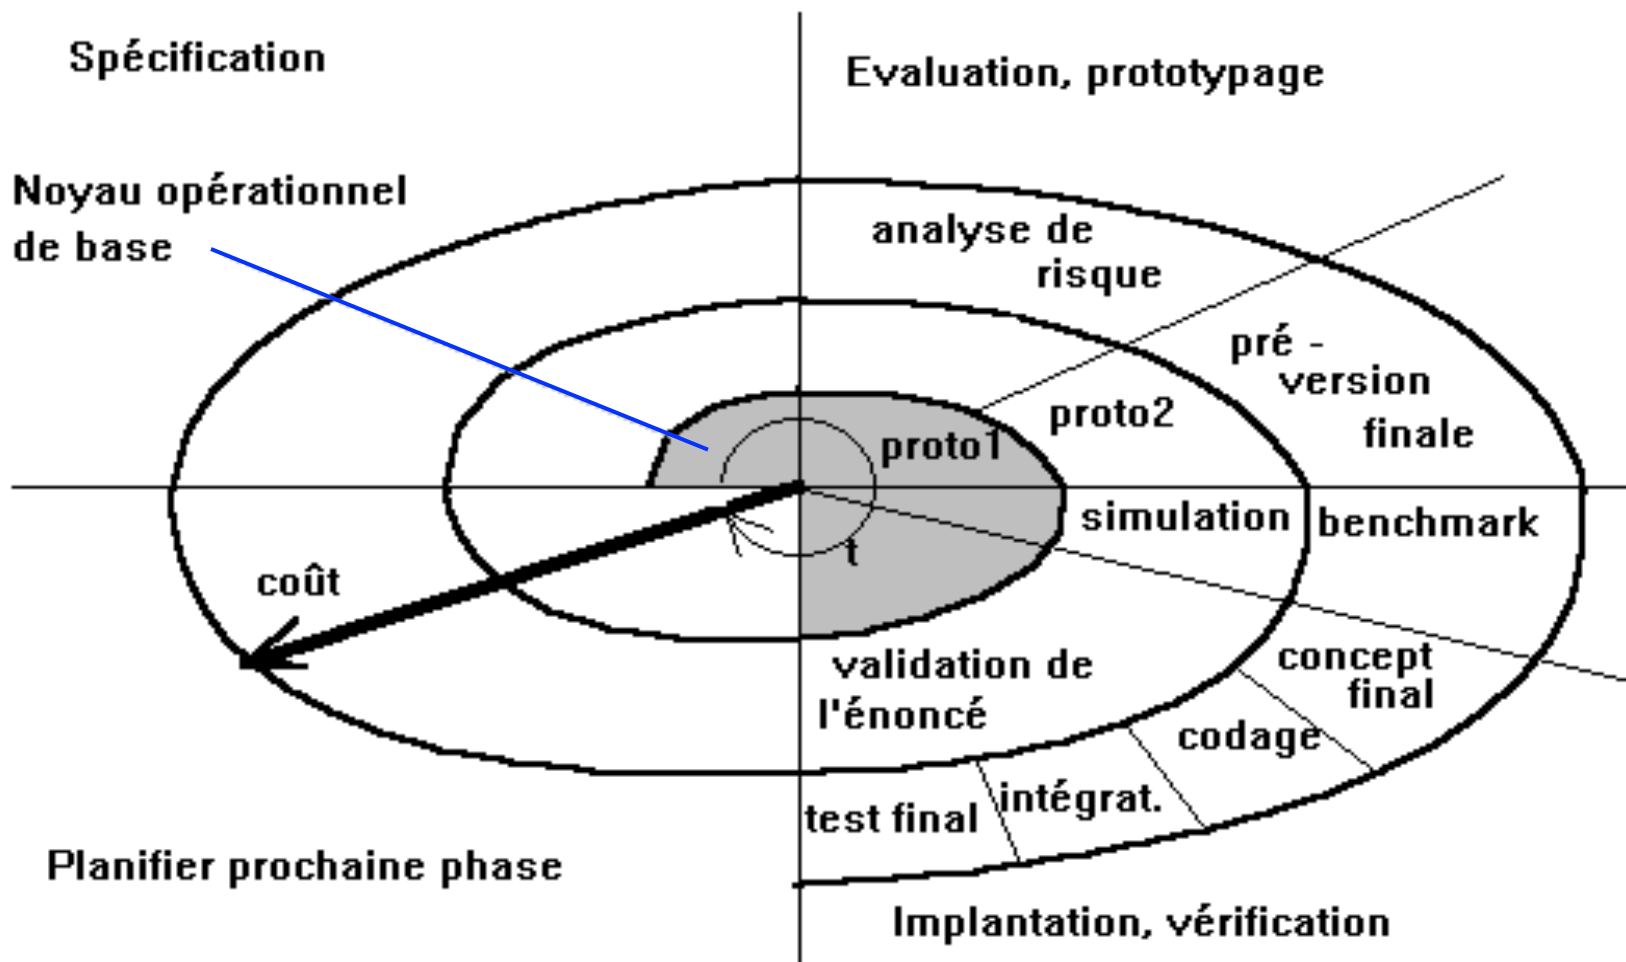 Spécification
Evaluation, prototypage
Noyau opérationnel
de base
analyse de
risque
pré -
version
finale
proto2
proto1
simulation
benchmark
t
coût
validation de
l'énoncé
concept
final
codage
intégrat.
test final
Planifier prochaine phase
Implantation, vérification